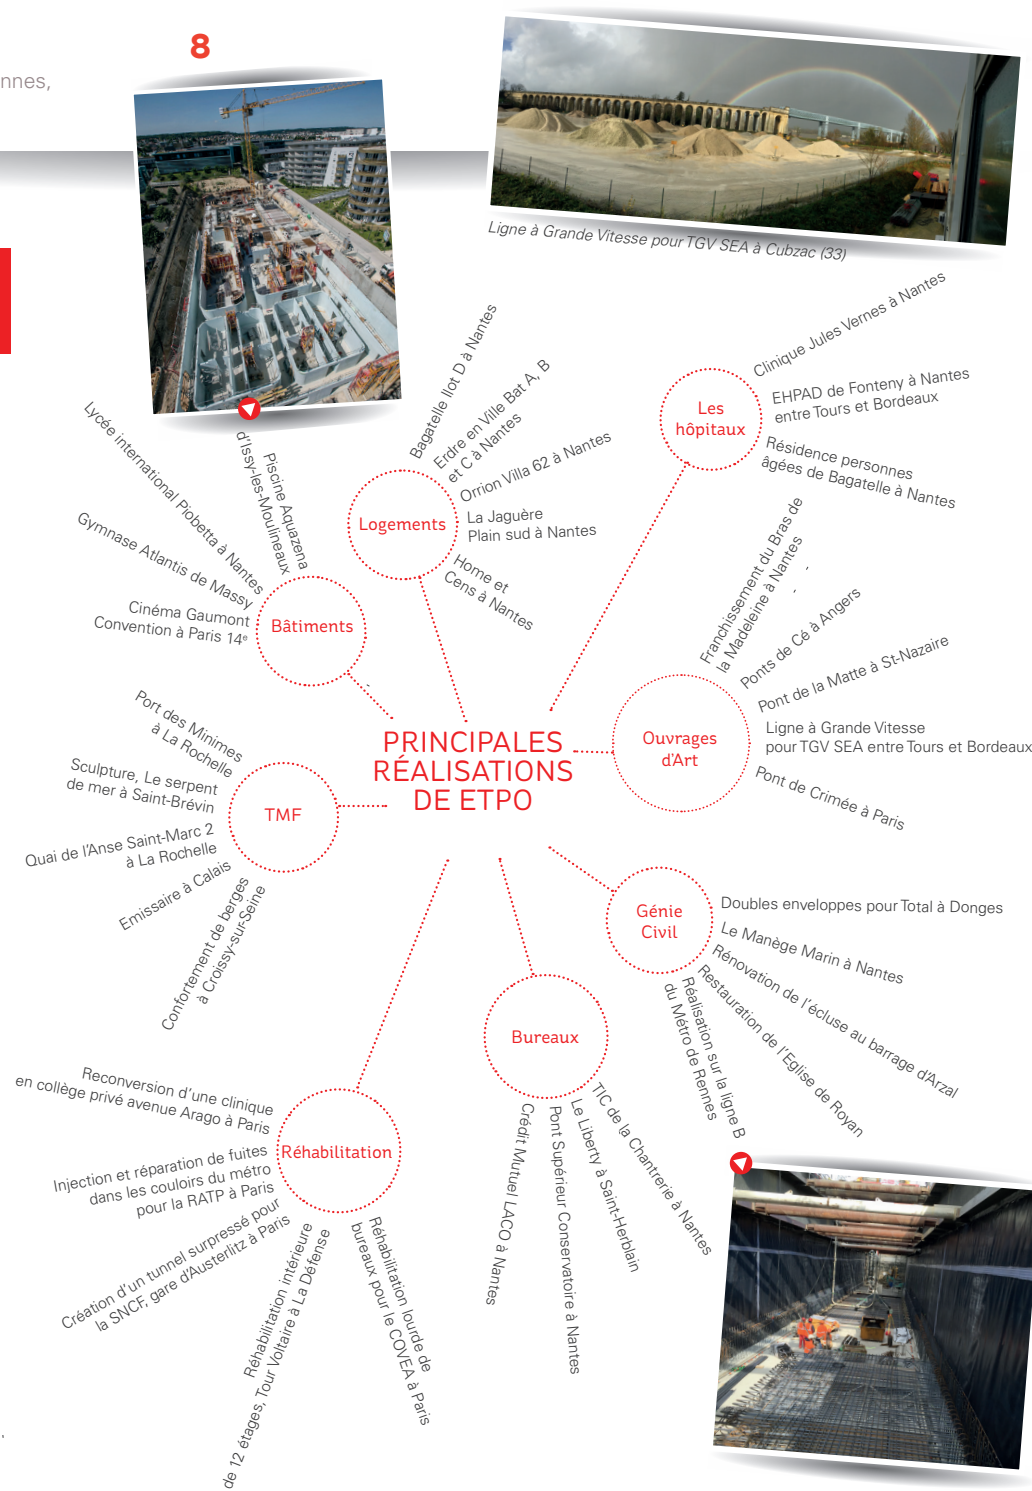 8
nnes,
Ligne à Grande Vitesse pour TGV SEA à Cubzac (33)
PRINCIPALES
RÉALISATIONS
DE ETPO
Bâtiments
Piscine Aquazena
d'Issy-les-Moulineaux
Lycée international Piobetta à Nantes
Gymnase Atlantis de Massy
Cinéma Gaumont
Convention à Paris 14e
Logements
Bagatelle Ilot D à Nantes
Erdre en Ville Bat A, B
et C à Nantes
Orrion Villa 62 à Nantes
La Jaguère
Plain sud à Nantes
Home et
Cens à Nantes
Les
hôpitaux
Clinique Jules Vernes à Nantes
EHPAD de Fonteny à Nantes
entre Tours et Bordeaux
Résidence personnes
âgées de Bagatelle à Nantes
Ouvrages
d'Art
Franchissement du Bras de
la Madeleine à Nantes
Ponts de Cé à Angers
Pont de la Matte à St-Nazaire
Ligne à Grande Vitesse
pour TGV SEA entre Tours et Bordeaux
Pont de Crimée à Paris
TMF
Port des Minimes
à La Rochelle
Sculpture, Le serpent
de mer à Saint-Brévin
Quai de l'Anse Saint-Marc 2
à La Rochelle
Emissaire à Calais
Confortement de berges
à Croissy-sur-Seine
Génie
Civil
Doubles enveloppes pour Total à Donges
Le Manège Marin à Nantes
Rénovation de l'écluse au barrage d'Arzal
Restauration de l'Eglise de Royan
Réalisation sur la ligne B
du Métro de Rennes
Bureaux
TIC de la Chantrerie à Nantes
Le Liberty à Saint-Herblain
Pont Supérieur Conservatoire à Nantes
Crédit Mutuel LACO à Nantes
Réhabilitation
Reconversion d'une clinique
en collège privé avenue Arago à Paris
Injection et réparation de fuites
dans les couloirs du métro
pour la RATP à Paris
Création d'un tunnel surpressé pour
la SNCF, gare d'Austerlitz à Paris
Réhabilitation intérieure
de 12 étages, Tour Voltaire à La Défense
Réhabilitation lourde de
bureaux pour le COVEA à Paris